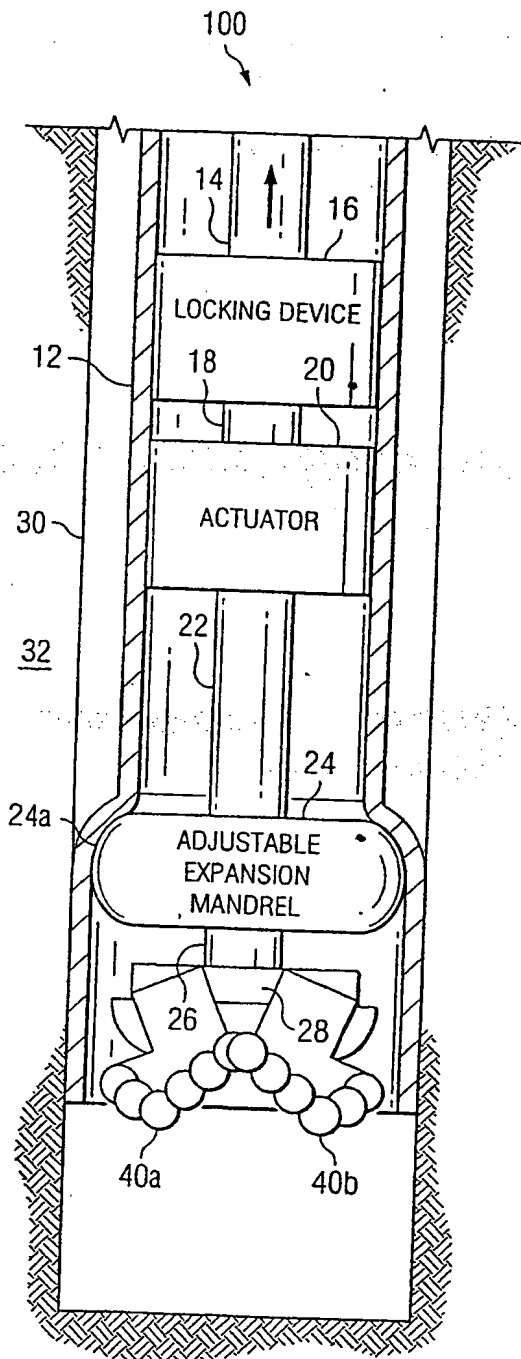 100
14
16
LOCKING DEVICE
12
18
20
ACTUATOR
30
22
32
24
24a
ADJUSTABLE
EXPANSION
MANDREL
26
28
40a
40b